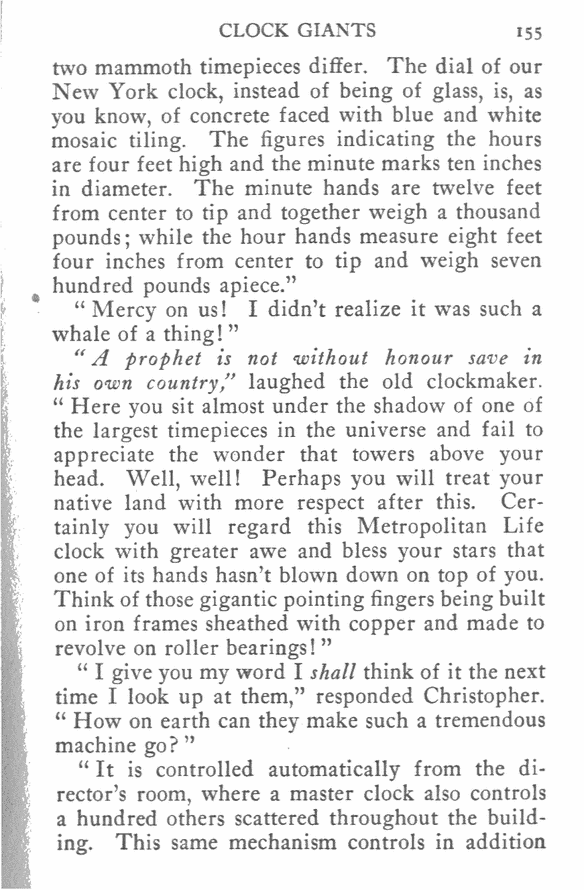 CLOCK GIANTS 155
two mammoth timepieces differ. The dial of our
New York clock, instead of being of glass, is, as
you know, of concrete faced with blue and white
mosaic tiling. The figures indicating the hours
are four feet high and the minute marks ten inches
in diameter. The minute hands are twelve feet
from center to tip and together weigh a thousand
pounds; while the hour hands measure eight feet
four inches from center to tip and weigh seven
hundred pounds apiece.”
“ Mercy on us! I didn’t realize it was such a
whale of a thing! ”
“ A prophet is not without honour save in
his own country,” laughed the old clockmaker.
“ Here you sit almost under the shadow of one of
the largest timepieces in the universe and fail to
appreciate the wonder that towers above your
head. Well, well! Perhaps you will treat your
native land with more respect after this. Cer-
tainly you will regard this Metropolitan Life
clock with greater awe and bless your stars that
one of its hands hasn’t blown down on top of you.
Think of those gigantic pointing fingers being built
on iron frames sheathed with copper and made to
revolve on roller bearings! ”
“ I give you my word I shall think of it the next
time I look up at them,” responded Christopher.
“ How on earth can they make such a tremendous
machine go? ”
“ It is controlled automatically from the di-
rector’s room, where a master clock also controls
a hundred others scattered throughout the build-
ing. This same mechanism controls in addition